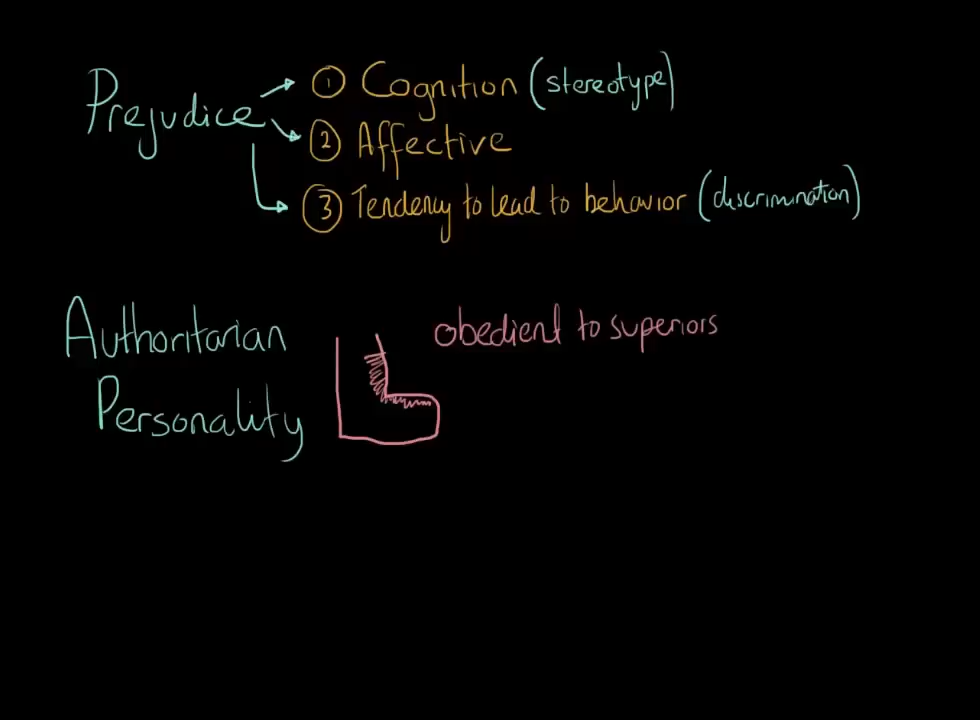 Prejudice
① Cognition (stereotype)
② Affective
③ Tendency to lead to behavior (discrimination)
Authoritarian
Personality
obedient to superiors